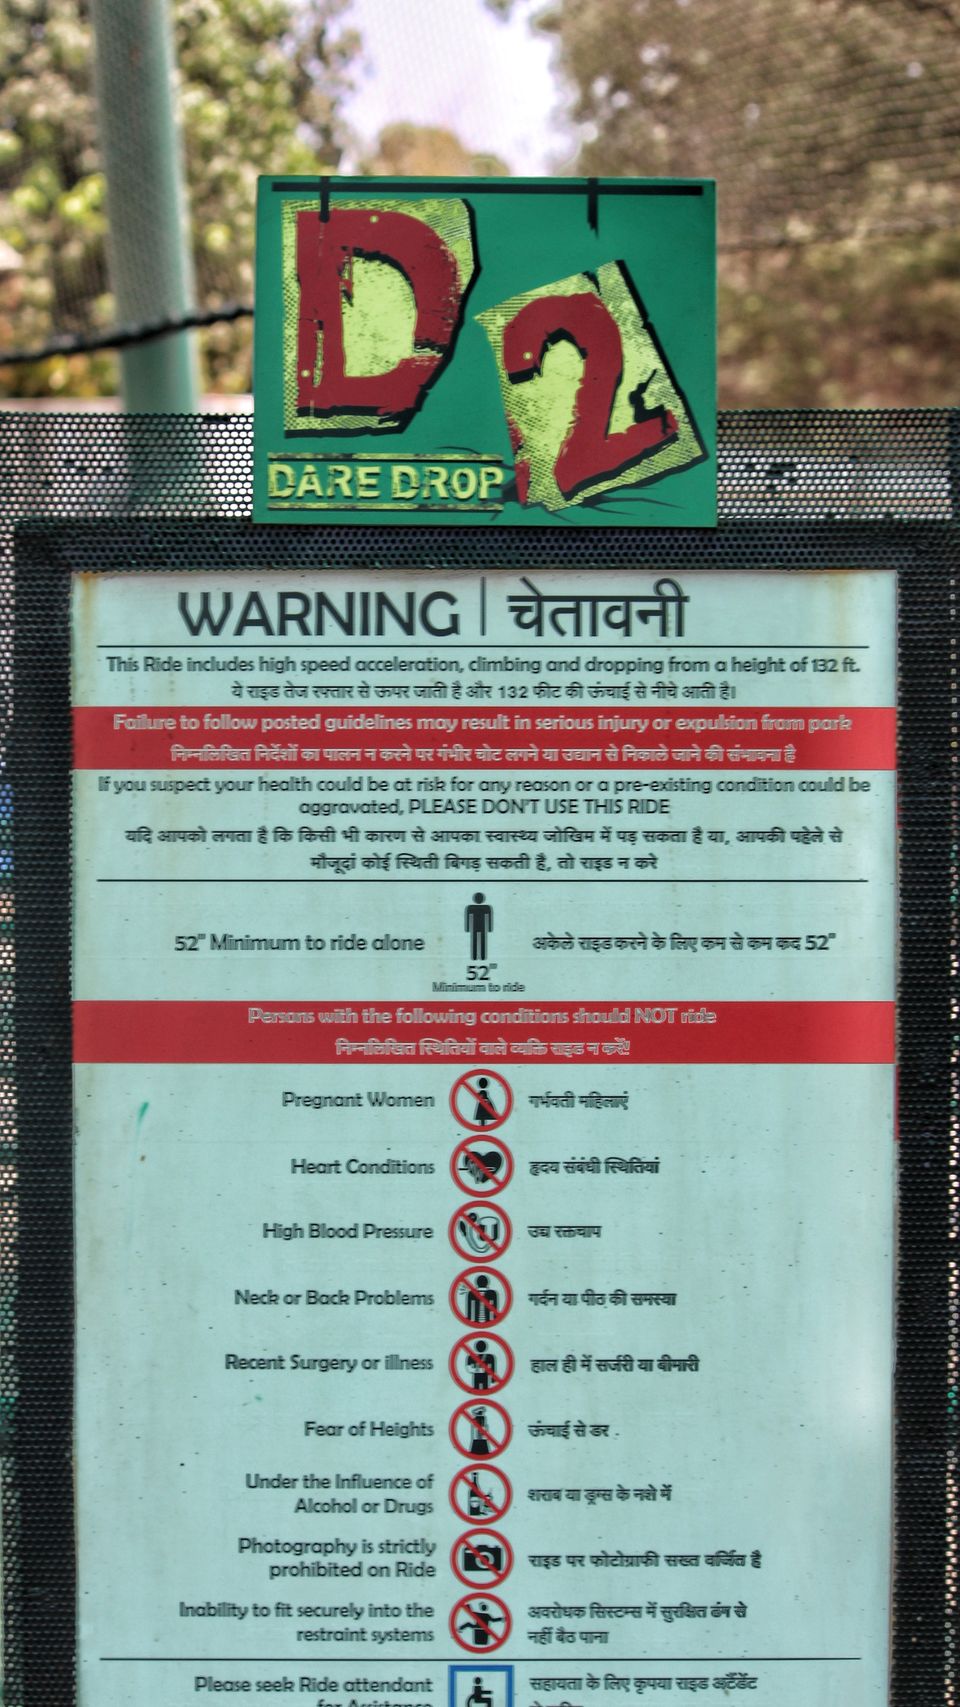 D2
DARE DROP
WARNING | चेतावनी
This Ride includes high speed acceleration, climbing and dropping from a height of 132 ft.
ये राइड तेज रफ्तार से ऊपर जाती है और 132 फीट की ऊंचाई से नीचे आती है।
Failure to follow posted guidelines may result in serious injury or expulsion from park
निम्नलिखित निर्देशों का पालन न करने पर गंभीर चोट लगने या उद्यान से निकाले जाने की संभावना है
If you suspect your health could be at risk for any reason or a pre-existing condition could be
aggravated, PLEASE DON'T USE THIS RIDE
यदि आपको लगता है कि किसी भी कारण से आपका स्वास्थ्य जोखिम में पड़ सकता है या, आपकी पहेले से
मौजूदां कोई स्थिती बिगड़ सकती है, तो राइड न करे
52" Minimum to ride alone
52"
Minimum to ride
अकेले राइड करने के लिए कम से कम कद 52"
Persons with the following conditions should NOT ride
निम्नलिखित स्थितियों वाले व्यक्ति राइड न करें!
Pregnant Women
गर्भवती महिलाएं
Heart Conditions
हृदय संबंधी स्थितियां
High Blood Pressure
उच्च रक्तचाप
Neck or Back Problems
गर्दन या पीठ की समस्या
Recent Surgery or illness
हाल ही में सर्जरी या बीमारी
Fear of Heights
ऊंचाई से डर .
Under the Influence of
Alcohol or Drugs
शराब या ड्रग्स के नशे में
Photography is strictly
prohibited on Ride
राइड पर फोटोग्राफी सख्त वर्जित है
Inability to fit securely into the
restraint systems
अवरोधक सिस्टम्स में सुरक्षित ढंग से
नहीं बैठ पाना
Please seek Ride attendant
for Assistance
सहायता के लिए कृपया राइड अटेंडेंट